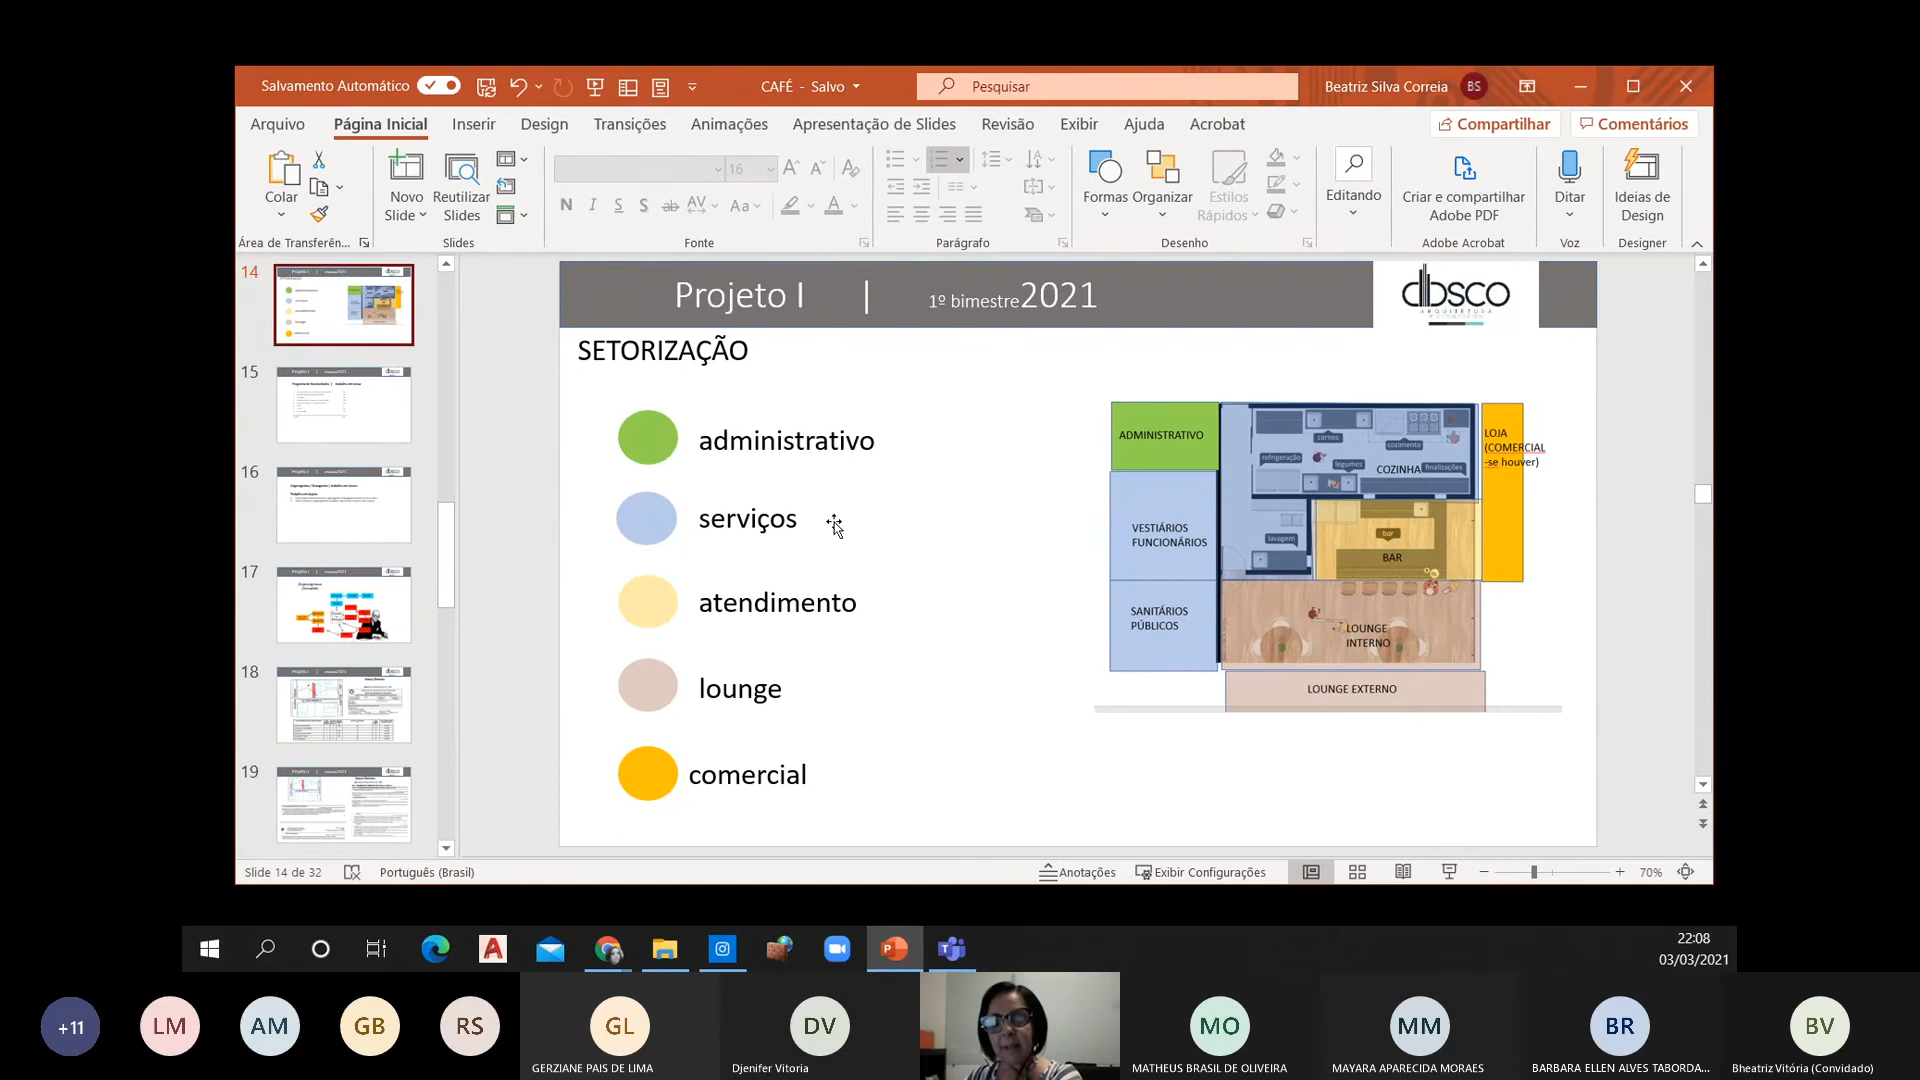 Salvamento Automático
CAFÉ - Salvo
Pesquisar
Beatriz Silva Correia
BS
Arquivo
Página Inicial
Inserir
Design
Transições
Animações
Apresentação de Slides
Revisão
Exibir
Ajuda
Acrobat
Compartilhar
Comentários
Colar
Novo
Slide
Reutilizar
Slides
16
N I S S ab AV Aa A
Formas
Organizar
Estilos
Rápidos
Editando
Criar e compartilhar
Adobe PDF
Ditar
Ideias de
Design
Área de Transferên...
Slides
Fonte
Parágrafo
Desenho
Adobe Acrobat
Voz
Designer
14
15
16
17
18
19
Projeto I | 1º bimestre2021
dbsco
ARQUITETURA
SETORIZAÇÃO
administrativo
serviços
atendimento
lounge
comercial
ADMINISTRATIVO
VESTIÁRIOS
FUNCIONÁRIOS
SANITÁRIOS
PÚBLICOS
carnes
cozimento
refrigeração
legumes
COZINHA
finalizações
lavagem
bar
BAR
LOJA
(COMERCIAL
-se houver)
LOUNGE
INTERNO
LOUNGE EXTERNO
Slide 14 de 32
Português (Brasil)
Anotações
Exibir Configurações
70%
22:08
03/03/2021
+11
LM
AM
GB
RS
GL
GERZIANE PAIS DE LIMA
DV
Djenifer Vitoria
MO
MATHEUS BRASIL DE OLIVEIRA
MM
MAYARA APARECIDA MORAES
BR
BARBARA ELLEN ALVES TABORDA...
BV
Bheatriz Vitória (Convidado)